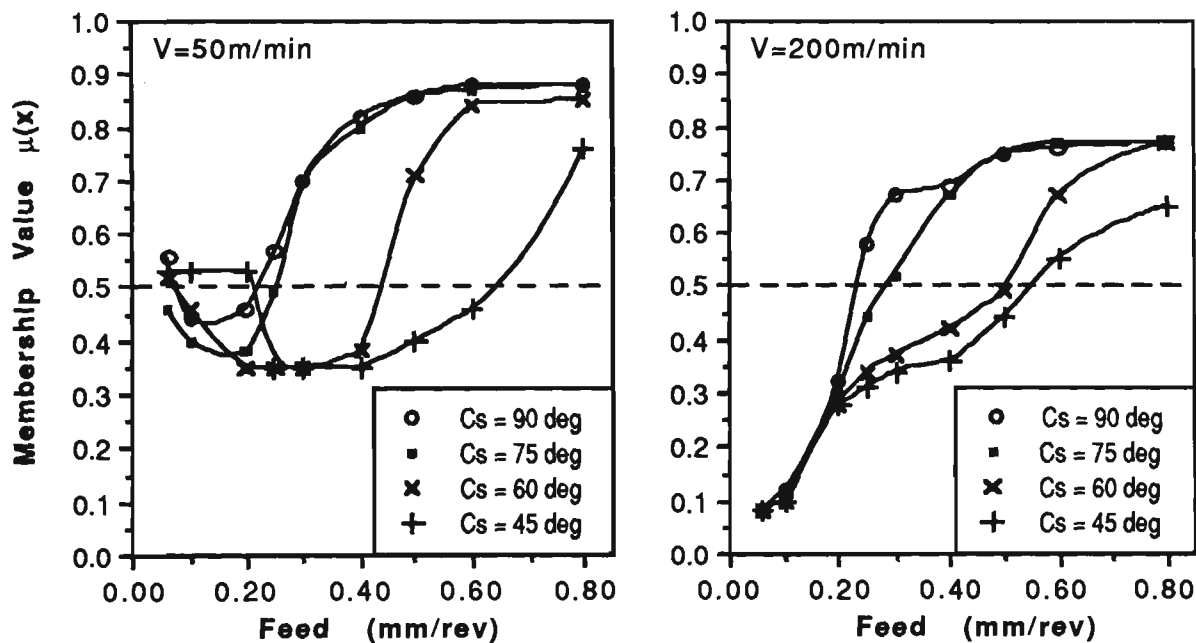 Membership Value μ(x)
1.0
0.9
0.8
0.7
0.6
0.5
0.4
0.3
0.2
0.1
0.0
V=50m/min
Cs = 90 deg
Cs = 75 deg
Cs = 60 deg
Cs = 45 deg
0.00 0.20 0.40 0.60 0.80
Feed (mm/rev)
1.0
0.9
0.8
0.7
0.6
0.5
0.4
0.3
0.2
0.1
0.0
V=200m/min
Cs = 90 deg
Cs = 75 deg
Cs = 60 deg
Cs = 45 deg
0.00 0.20 0.40 0.60 0.80
Feed (mm/rev)